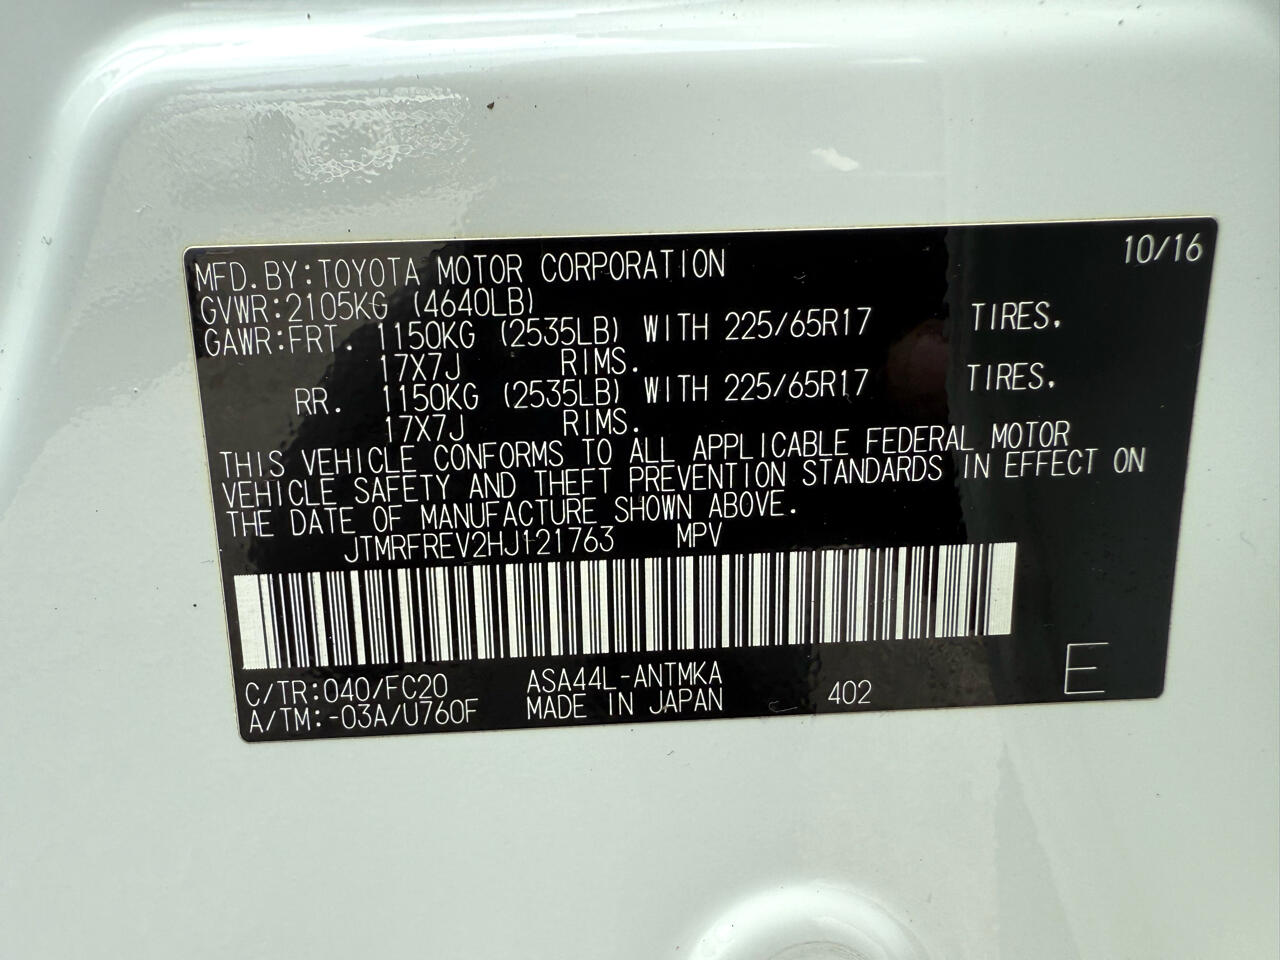 10/16
MFD. BY: TOYOTA MOTOR CORPORATION
GVWR: 2105KG (4640LB)
GAWR: FRT. 1150KG (2535LB) WITH 225/65R17 TIRES,
17X7J RIMS.
RR. 1150KG (2535LB) WITH 225/65R17 TIRES,
17X7J RIMS.
THIS VEHICLE CONFORMS TO ALL APPLICABLE FEDERAL MOTOR
VEHICLE SAFETY AND THEFT PREVENTION STANDARDS IN EFFECT ON
THE DATE OF MANUFACTURE SHOWN ABOVE.
JTMRFREV2HJ121763 MPV
C/TR: 040/FC20 ASA44L-ANTMKA
A/TM: -03A/U760F MADE IN JAPAN 402
E